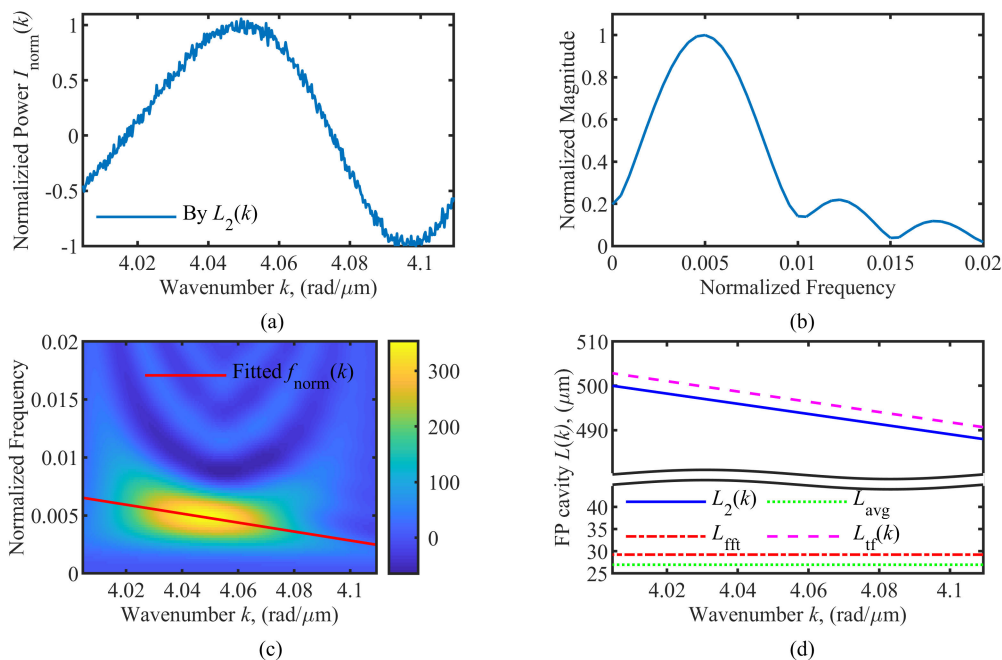 Normalizied Power I_norm(k)
1
0.5
0
-0.5
-1
By L_2(k)
4.02 4.04 4.06 4.08 4.1
Wavenumber k, (rad/μm)
(a)
Normalized Magnitude
1
0.8
0.6
0.4
0.2
0
0 0.005 0.01 0.015 0.02
Normalized Frequency
(b)
Normalized Frequency
0.02
0.015
0.01
0.005
0
Fitted f_norm(k)
300
200
100
0
4.02 4.04 4.06 4.08 4.1
Wavenumber k, (rad/μm)
(c)
FP cavity L(k), (μm)
510
500
490
40
35
30
25
L_2(k) L_avg
L_fft L_tf(k)
4.02 4.04 4.06 4.08 4.1
Wavenumber k, (rad/μm)
(d)